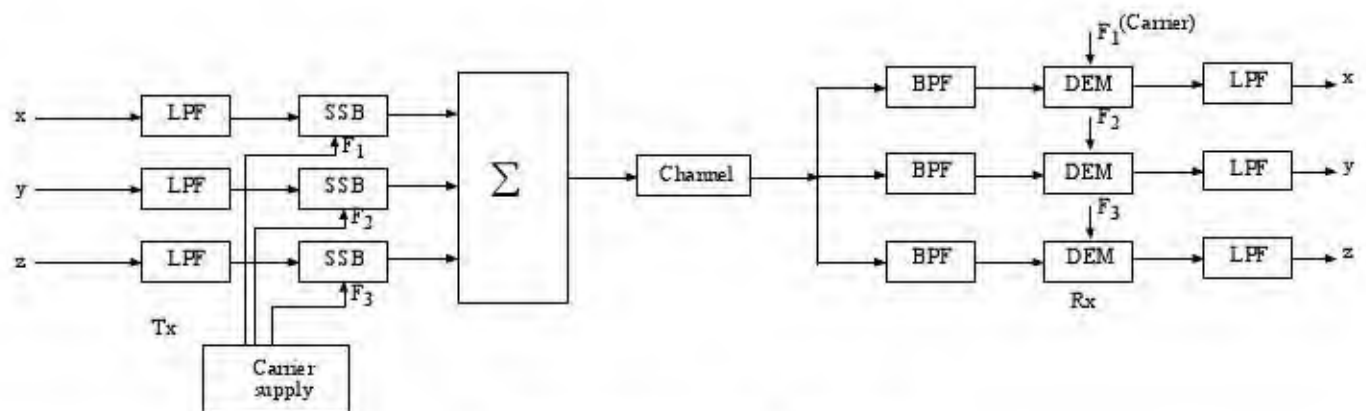 F1 (Carrier)
x LPF SSB BPF DEM LPF x
F1
F2
y LPF SSB Σ Channel BPF DEM LPF y
F2
F3
z LPF SSB BPF DEM LPF z
F3
Tx
Rx
Carrier
supply